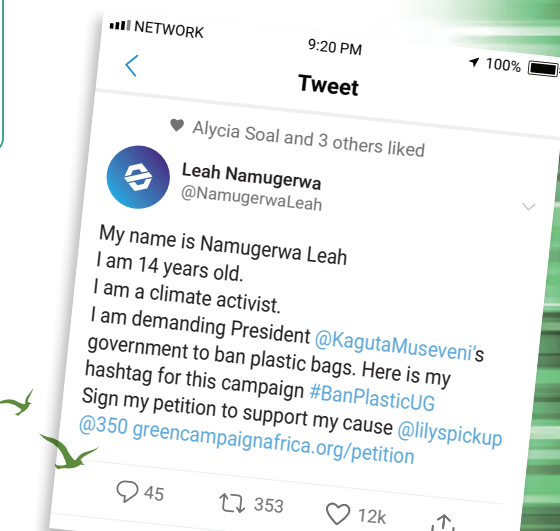 NETWORK 9:20 PM 100%
Tweet
Alycia Soal and 3 others liked
Leah Namugerwa
@NamugerwaLeah
My name is Namugerwa Leah
I am 14 years old.
I am a climate activist.
I am demanding President @KagutaMuseveni's
government to ban plastic bags. Here is my
hashtag for this campaign #BanPlasticUG
Sign my petition to support my cause @lilyspickup
@350 greencampaignafrica.org/petition
45 353 12k